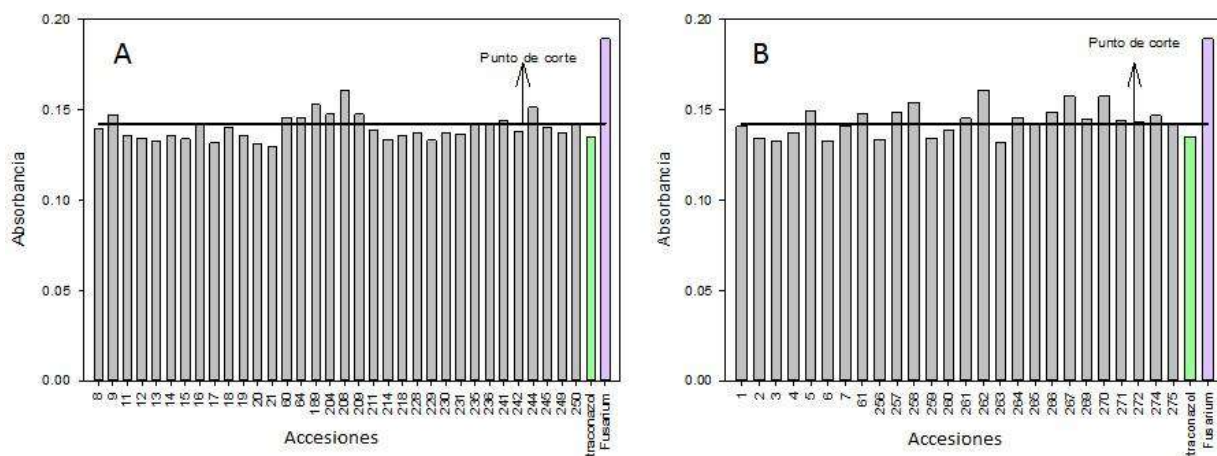 A
Punto de corte
0.20
0.15
0.10
0.05
0.00
Absorbancia
8 9 11 12 13 14 15 16 17 18 19 20 21 60 64 189 204 208 209 211 214 218 228 229 230 231 235 236 241 242 244 245 249 250 traconazol Fusarium
Accesiones
B
Punto de corte
0.20
0.15
0.10
0.05
0.00
Absorbancia
1 2 3 4 5 6 7 61 256 257 258 259 260 261 262 263 264 265 266 267 269 270 271 272 274 275 traconazol Fusarium
Accesiones